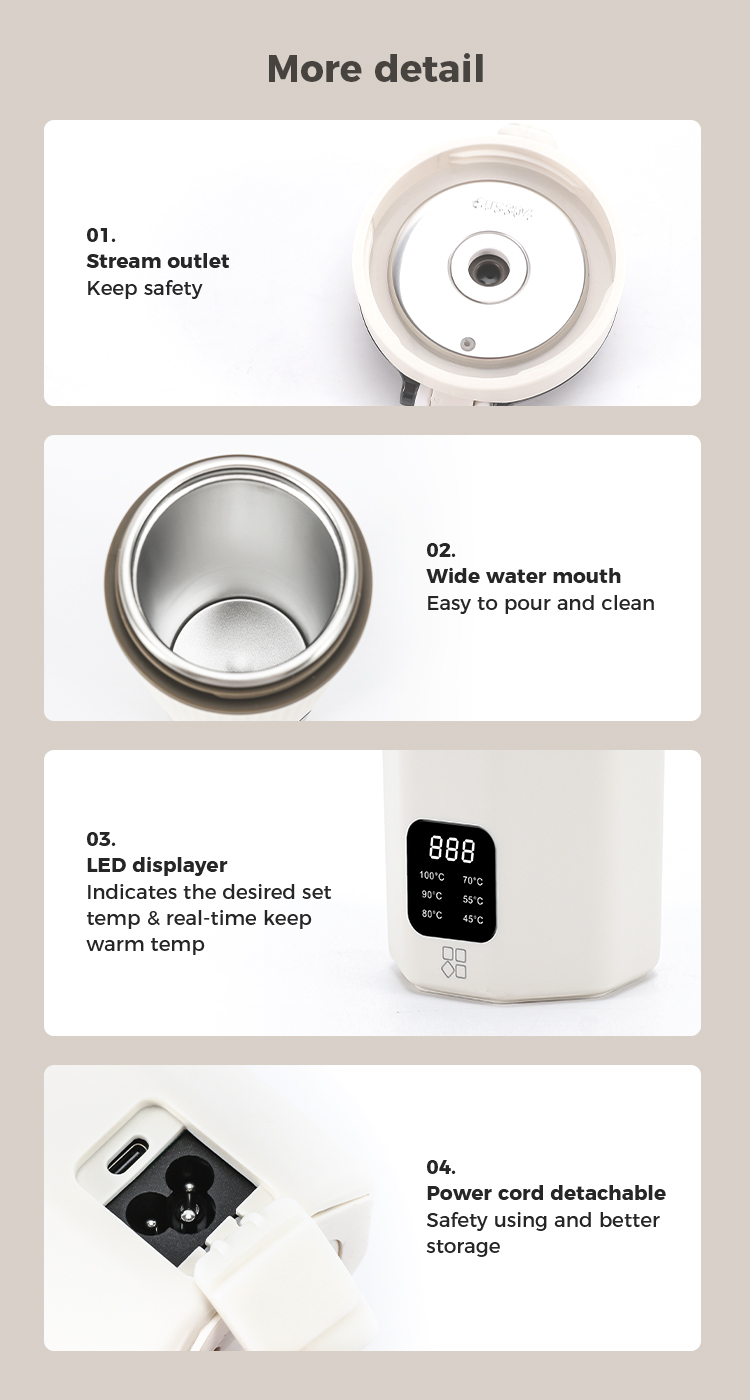 More detail
01.
Stream outlet
Keep safety
02.
Wide water mouth
Easy to pour and clean
03.
LED displayer
Indicates the desired set
temp & real-time keep
warm temp
888
100°C 70°C
90°C 55°C
80°C 45°C
04.
Power cord detachable
Safety using and better
storage